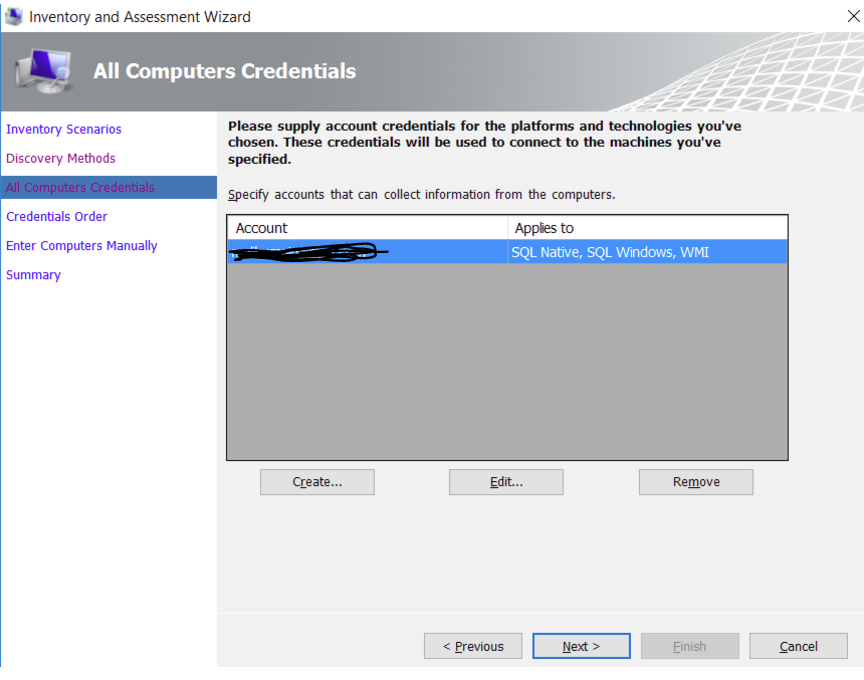 Inventory and Assessment Wizard
All Computers Credentials
Inventory Scenarios
Discovery Methods
All Computers Credentials
Credentials Order
Enter Computers Manually
Summary
Please supply account credentials for the platforms and technologies you've
chosen. These credentials will be used to connect to the machines you've
specified.
Specify accounts that can collect information from the computers.
Account Applies to
SQL Native, SQL Windows, WMI
Create... Edit... Remove
< Previous Next > Finish Cancel